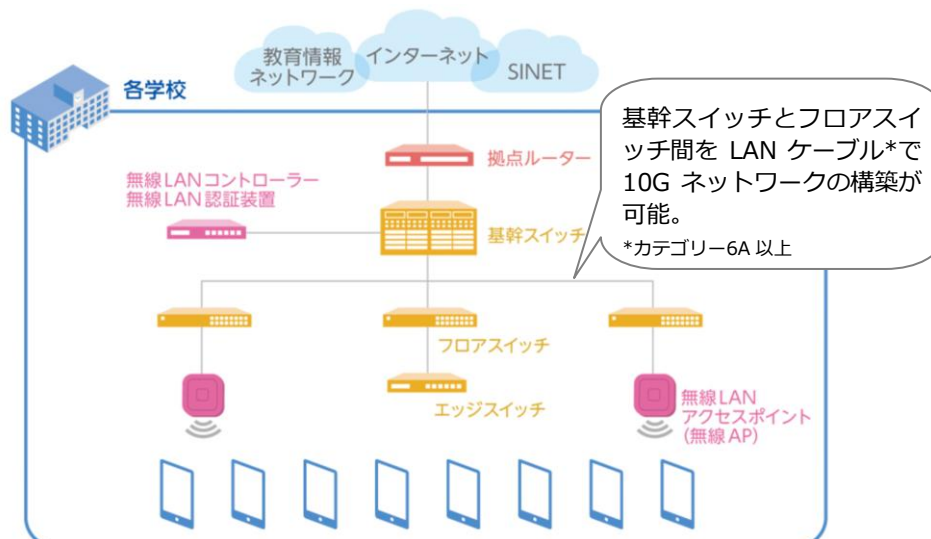 教育情報
ネットワーク
インターネット
SINET
各学校
拠点ルーター
無線LANコントローラー
無線LAN認証装置
基幹スイッチ
基幹スイッチとフロアスイ
ッチ間を LAN ケーブル*で
10G ネットワークの構築が
可能。
*カテゴリー6A 以上
フロアスイッチ
エッジスイッチ
無線LAN
アクセスポイント
(無線AP)